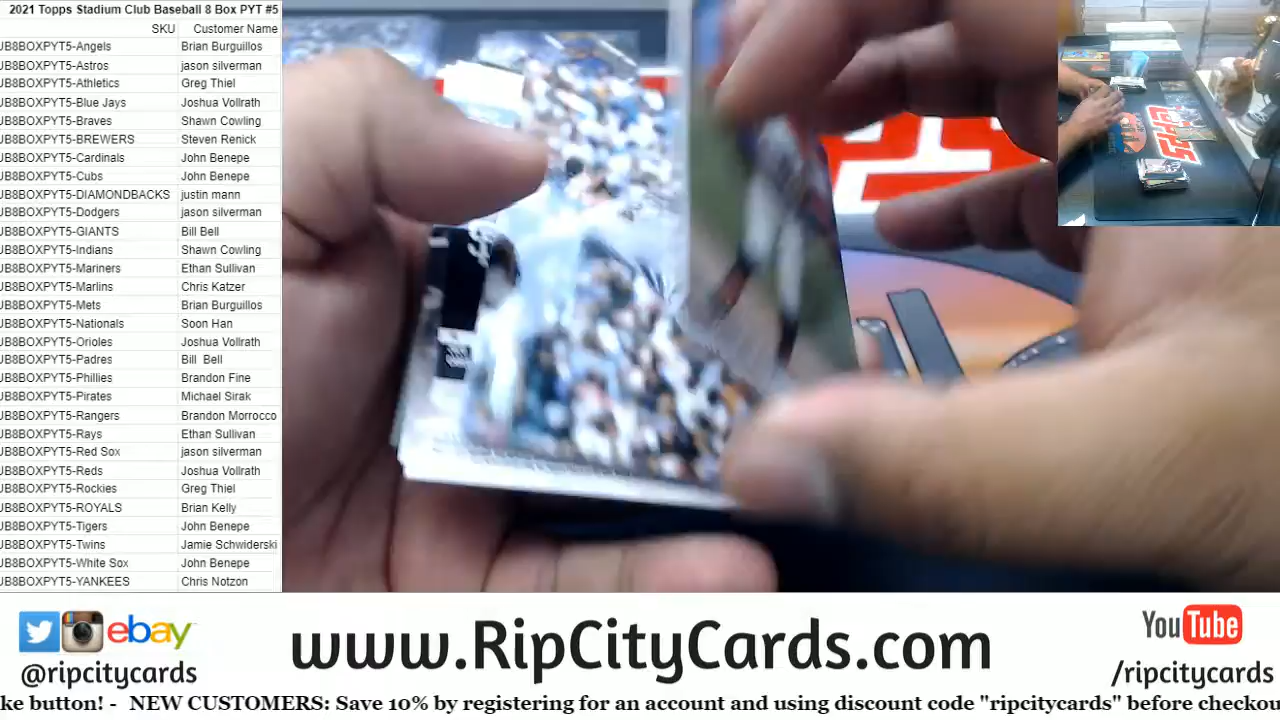 2021 Topps Stadium Club Baseball 8 Box PYT #5
SKU Customer Name
JB8BOXPYT5-Angels Brian Burguillos
JB8BOXPYT5-Astros jason silverman
JB8BOXPYT5-Athletics Greg Thiel
JB8BOXPYT5-Blue Jays Joshua Vollrath
JB8BOXPYT5-Braves Shawn Cowling
JB8BOXPYT5-BREWERS Steven Renick
JB8BOXPYT5-Cardinals John Benepe
JB8BOXPYT5-Cubs John Benepe
JB8BOXPYT5-DIAMONDBACKS justin mann
JB8BOXPYT5-Dodgers jason silverman
JB8BOXPYT5-GIANTS Bill Bell
JB8BOXPYT5-Indians Shawn Cowling
JB8BOXPYT5-Mariners Ethan Sullivan
JB8BOXPYT5-Marlins Chris Katzer
JB8BOXPYT5-Mets Brian Burguillos
JB8BOXPYT5-Nationals Soon Han
JB8BOXPYT5-Orioles Joshua Vollrath
JB8BOXPYT5-Padres Bill Bell
JB8BOXPYT5-Phillies Brandon Fine
JB8BOXPYT5-Pirates Michael Sirak
JB8BOXPYT5-Rangers Brandon Morrocco
JB8BOXPYT5-Rays Ethan Sullivan
JB8BOXPYT5-Red Sox jason silverman
JB8BOXPYT5-Reds Joshua Vollrath
JB8BOXPYT5-Rockies Greg Thiel
JB8BOXPYT5-ROYALS Brian Kelly
JB8BOXPYT5-Tigers John Benepe
JB8BOXPYT5-Twins Jamie Schwiderski
JB8BOXPYT5-White Sox John Benepe
JB8BOXPYT5-YANKEES Chris Notzon
ebay
@ripcitycards
www.RipCityCards.com
YouTube
/ripcitycards
ke button! - NEW CUSTOMERS: Save 10% by registering for an account and using discount code "ripcitycards" before checkou